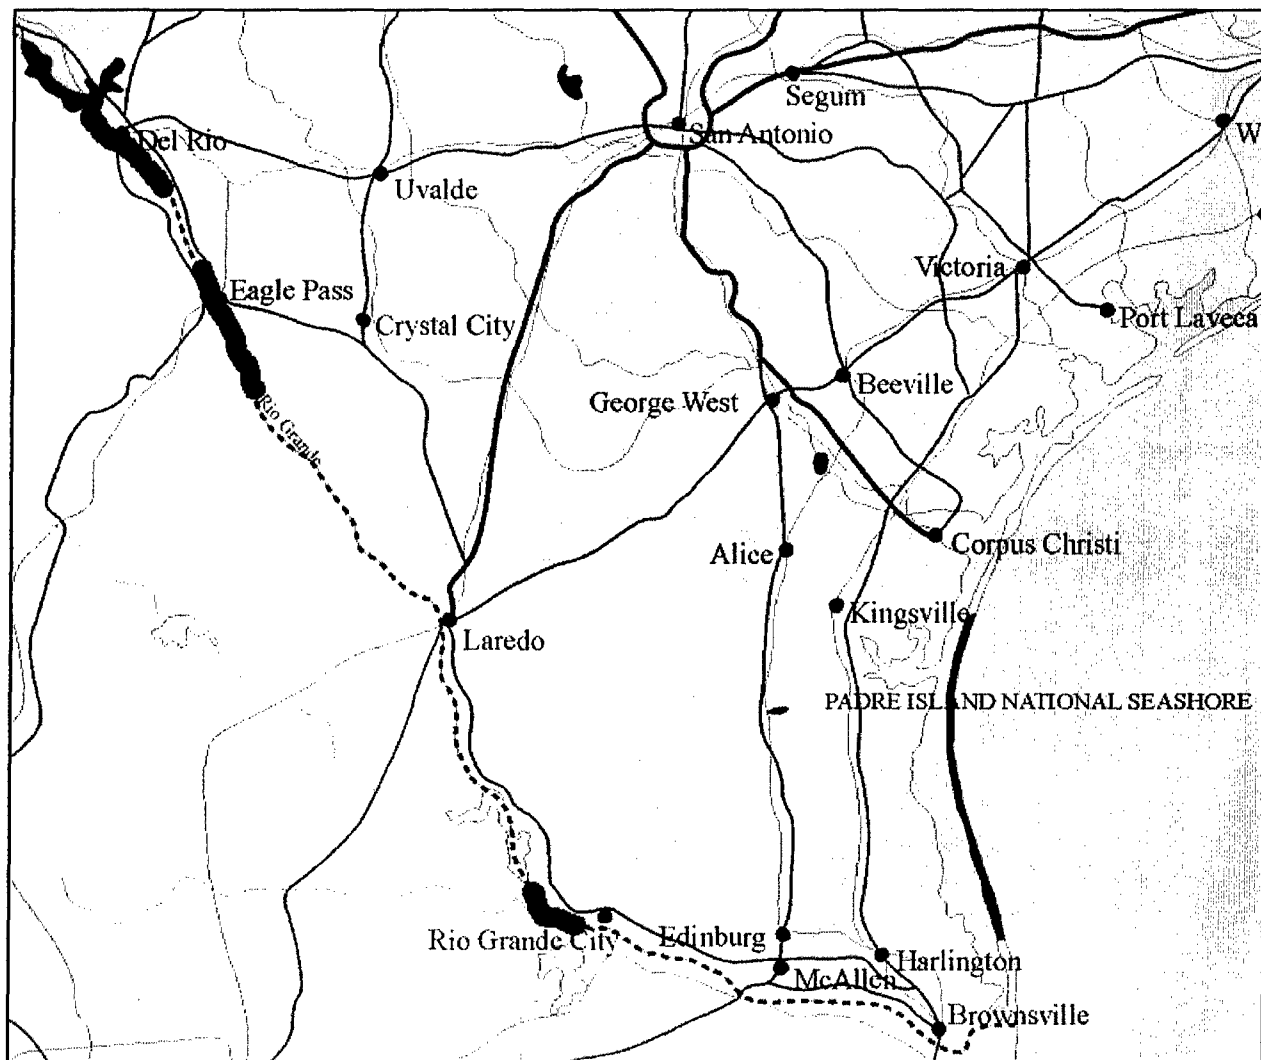 Segum
San Antonio
W
Del Rio
Uvalde
Victoria
Eagle Pass
Crystal City
Port Laveca
Beeville
George West
Rio Grande
Corpus Christi
Alice
Kingsville
Laredo
PADRE ISLAND NATIONAL SEASHORE
Rio Grande City
Edinburg
Harlington
McAllen
Brownsville